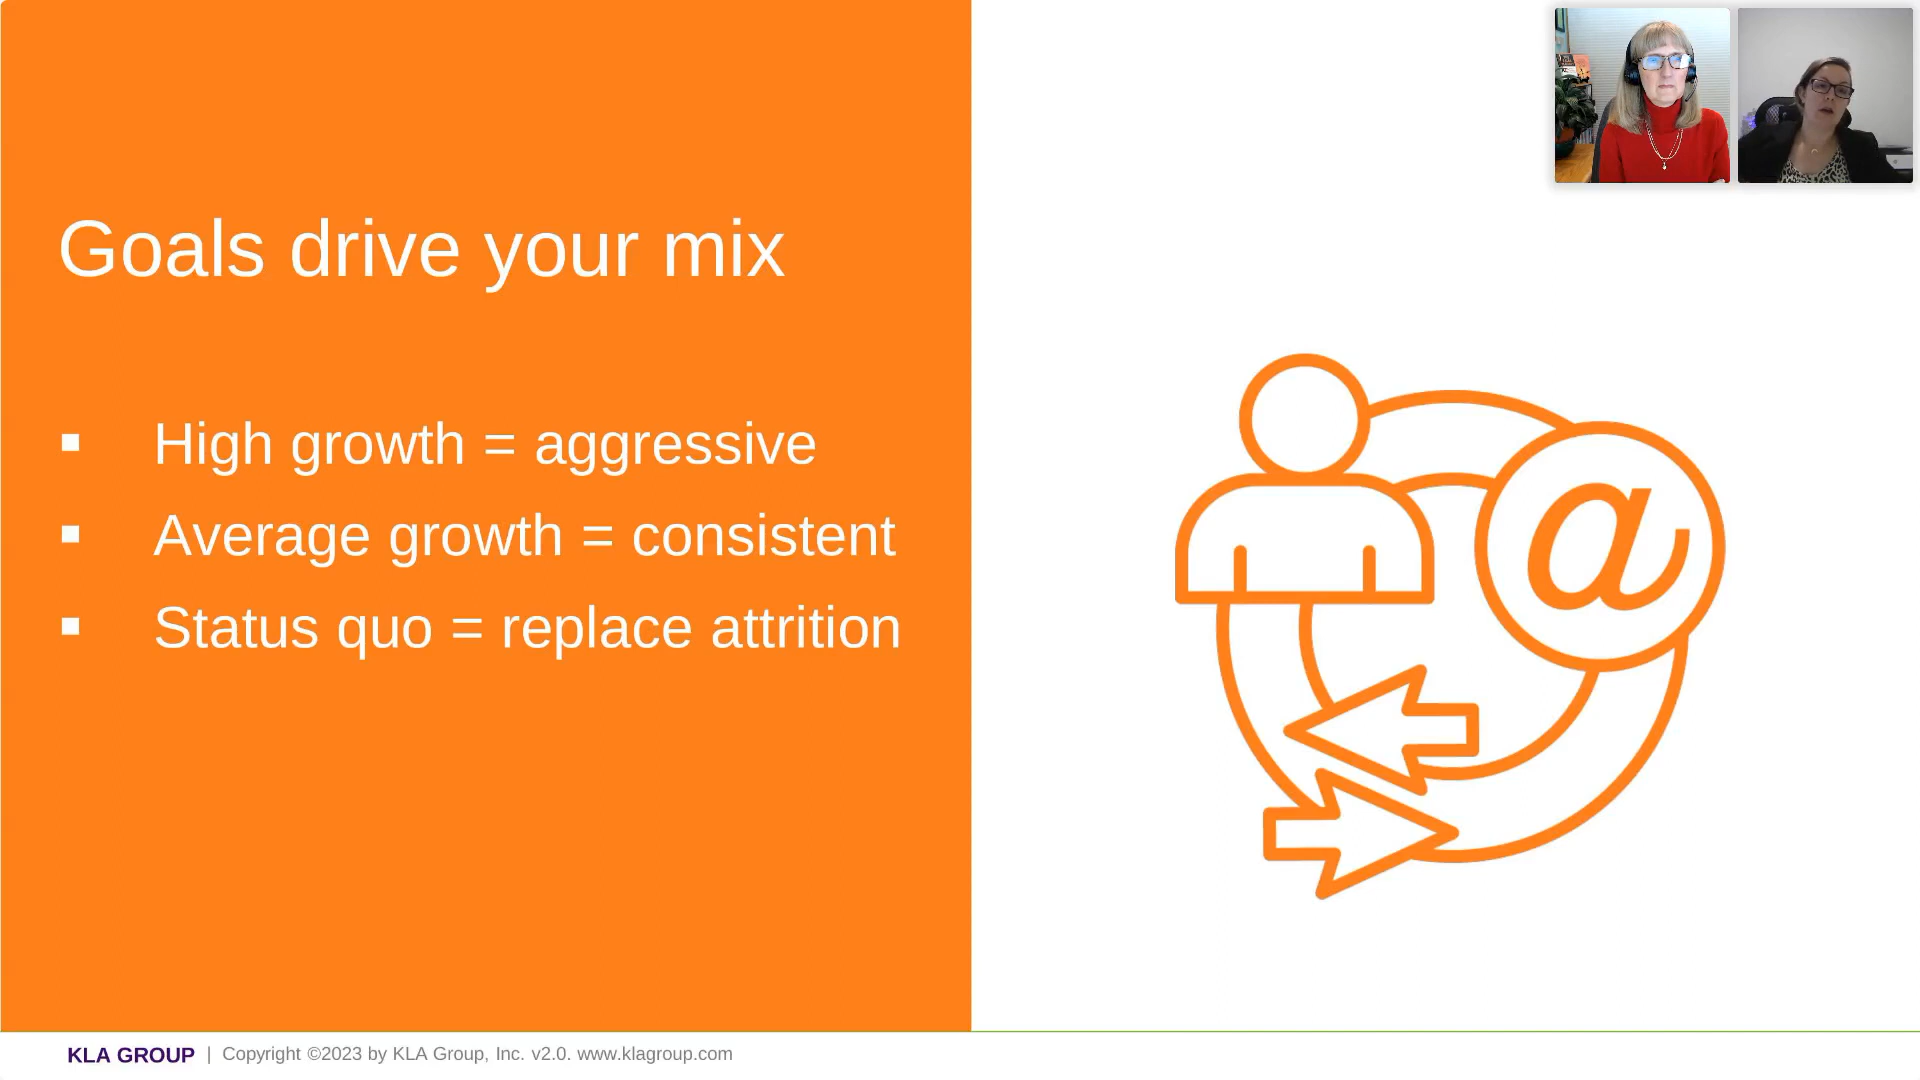 Goals drive your mix
▪ High growth = aggressive
▪ Average growth = consistent
▪ Status quo = replace attrition
@
KLA GROUP | Copyright ©2023 by KLA Group, Inc. v2.0. www.klagroup.com